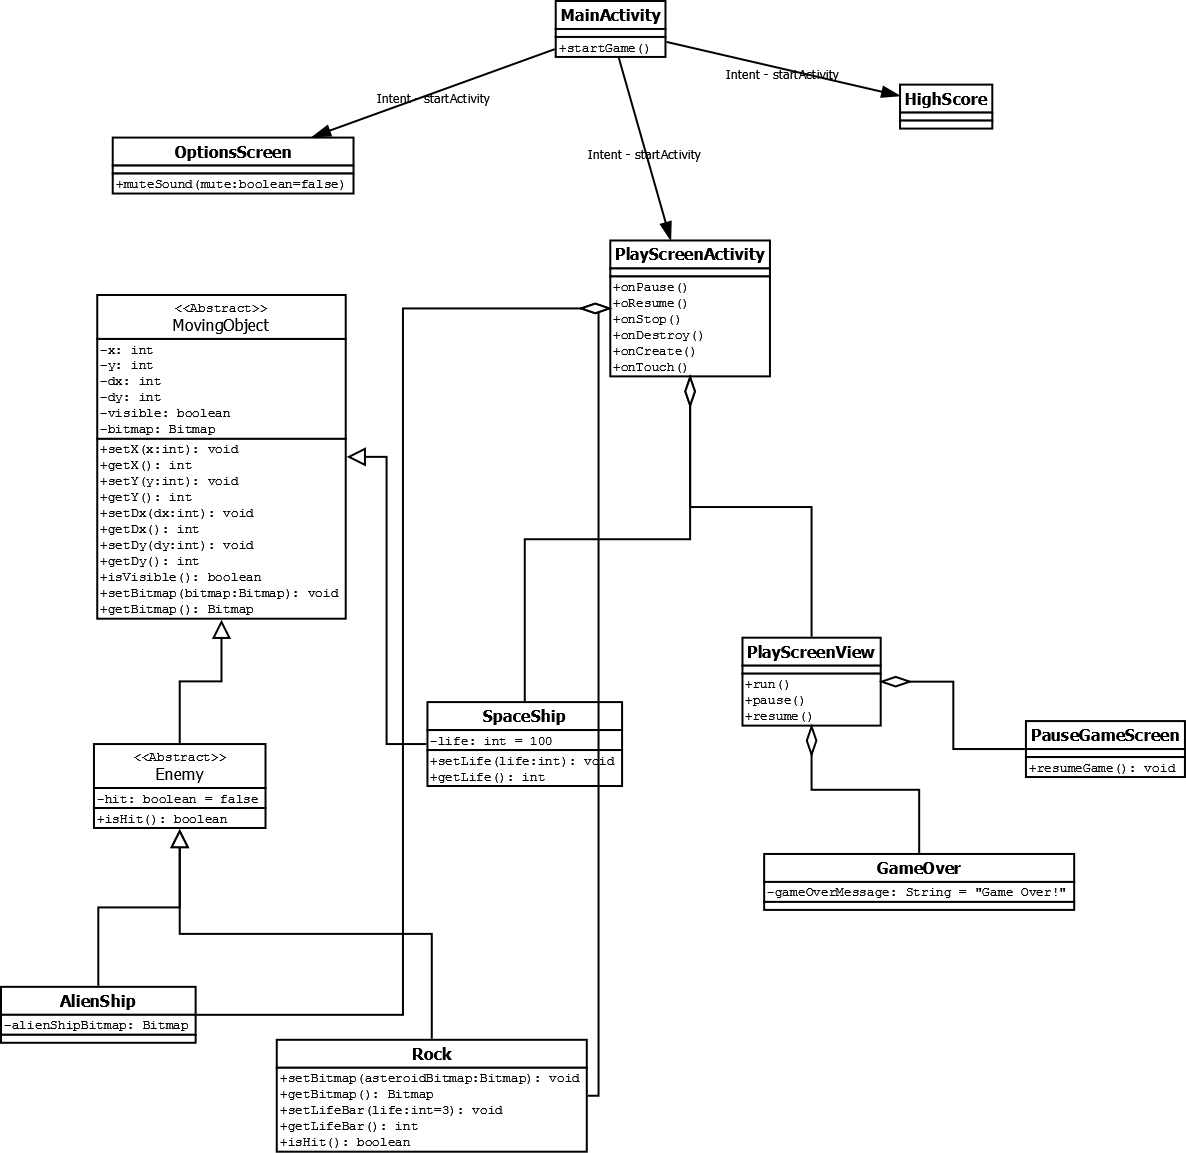 MainActivity
+startGame()
Intent - startActivity
Intent - startActivity
Intent - startActivity
HighScore
OptionsScreen
+muteSound(mute:boolean=false)
PlayScreenActivity
+onPause()
+oResume()
+onStop()
+onDestroy()
+onCreate()
+onTouch()
<<Abstract>>
MovingObject
-x: int
-y: int
-dx: int
-dy: int
-visible: boolean
-bitmap: Bitmap
+setX(x:int): void
+getX(): int
+setY(y:int): void
+getY(): int
+setDx(dx:int): void
+getDx(): int
+setDy(dy:int): void
+getDy(): int
+isVisible(): boolean
+setBitmap(bitmap:Bitmap): void
+getBitmap(): Bitmap
PlayScreenView
+run()
+pause()
+resume()
SpaceShip
-life: int = 100
+setLife(life:int): void
+getLife(): int
PauseGameScreen
+resumeGame(): void
<<Abstract>>
Enemy
-hit: boolean = false
+isHit(): boolean
GameOver
-gameOverMessage: String = "Game Over!"
AlienShip
-alienShipBitmap: Bitmap
Rock
+setBitmap(asteroidBitmap:Bitmap): void
+getBitmap(): Bitmap
+setLifeBar(life:int=3): void
+getLifeBar(): int
+isHit(): boolean